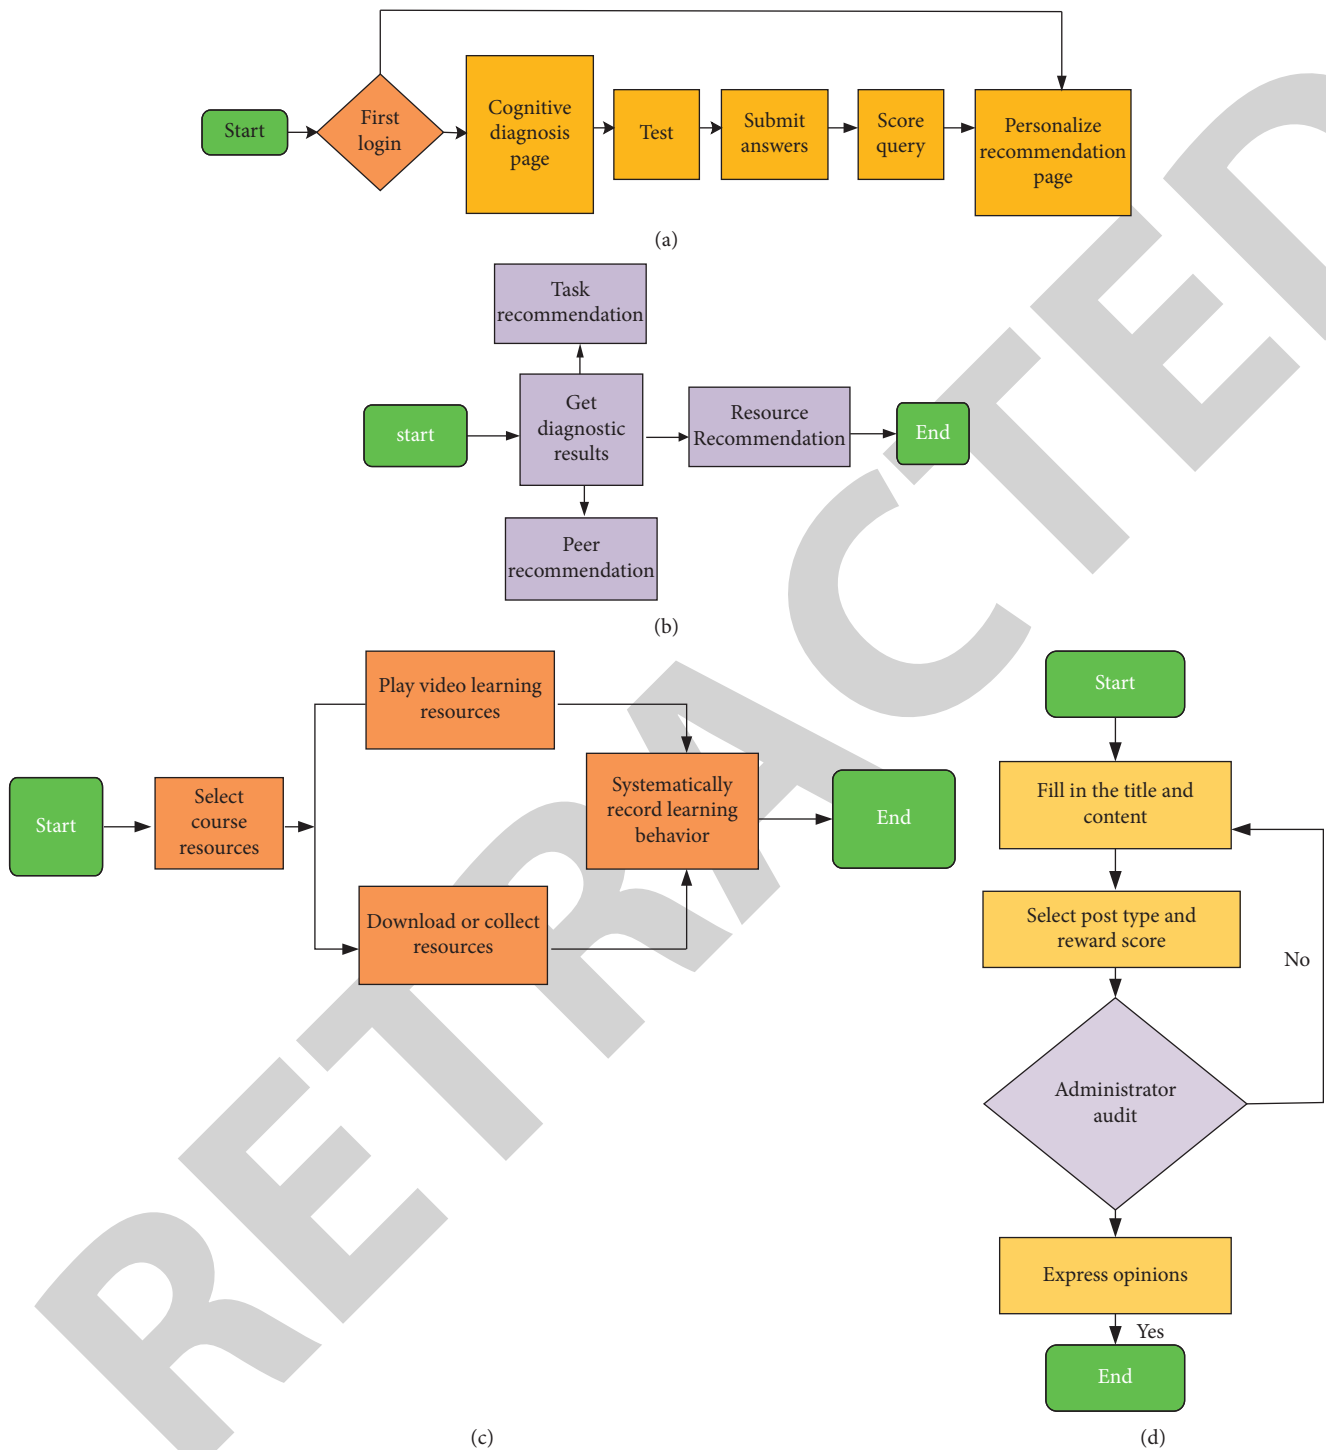 Start
First
login
Cognitive
diagnosis
page
Test
Submit
answers
Score
query
Personalize
recommendation
page
(a)
Task
recommendation
start
Get
diagnostic
results
Resource
Recommendation
End
Peer
recommendation
(b)
Start
Select
course
resources
Play video learning
resources
Download or collect
resources
Systematically
record learning
behavior
End
(c)
Start
Fill in the title and
content
Select post type and
reward score
No
Administrator
audit
Express opinions
Yes
End
(d)
RETRACTED